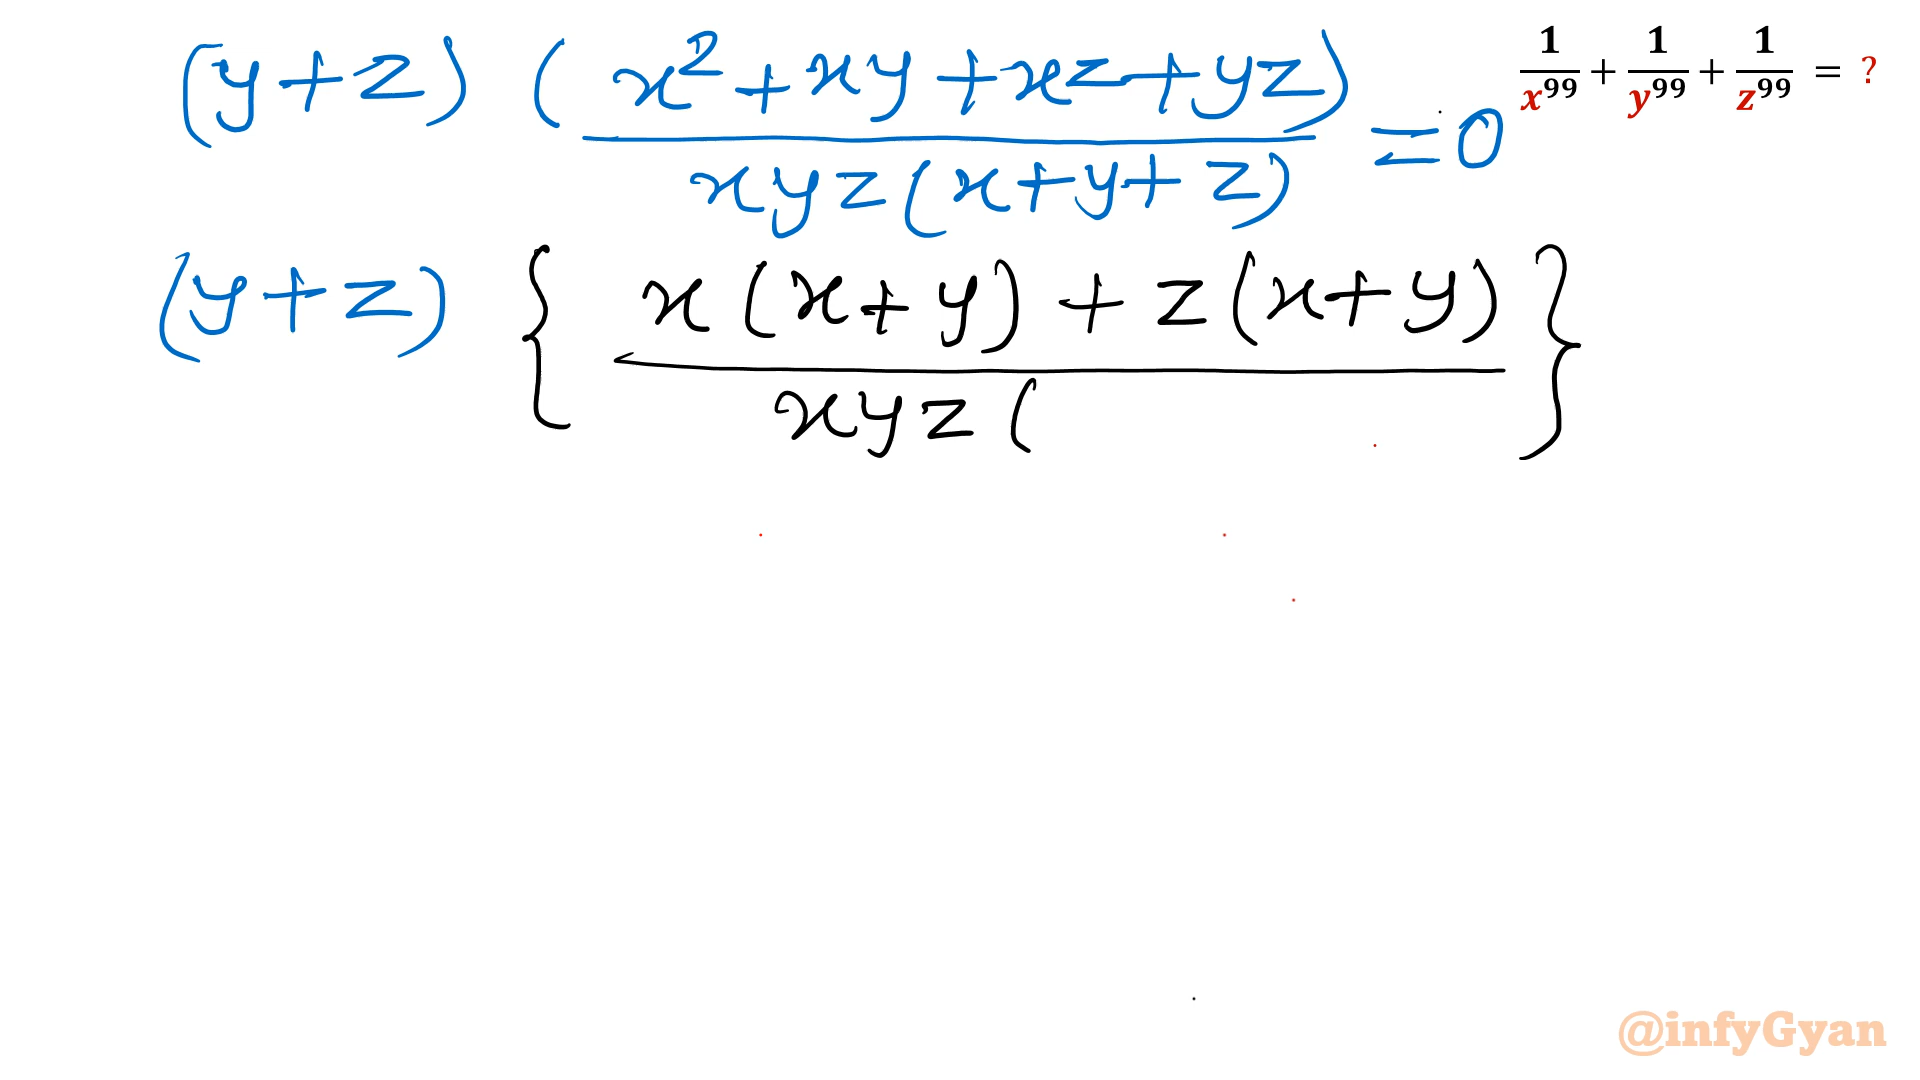 (y+z) (x²+xy+xz+yz)/(xyz(x+y+z)) =0
1/x⁹⁹ + 1/y⁹⁹ + 1/z⁹⁹ = ?
(y+z) { (x(x+y)+z(x+y))/(xyz( }
@infyGyan